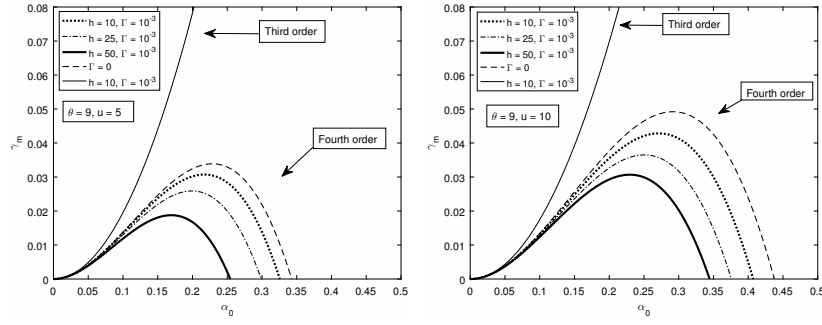 0.08
0.07
0.06
0.05
0.04
0.03
0.02
0.01
0
γm
h = 10, Γ = 10-3
h = 25, Γ = 10-3
h = 50, Γ = 10-3
Γ = 0
h = 10, Γ = 10-3
θ = 9, u = 5
Third order
Fourth order
0 0.05 0.1 0.15 0.2 0.25 0.3 0.35 0.4 0.45 0.5
α0
0.08
0.07
0.06
0.05
0.04
0.03
0.02
0.01
0
γm
h = 10, Γ = 10-3
h = 25, Γ = 10-3
h = 50, Γ = 10-3
Γ = 0
h = 10, Γ = 10-3
θ = 9, u = 10
Third order
Fourth order
0 0.05 0.1 0.15 0.2 0.25 0.3 0.35 0.4 0.45 0.5
α0